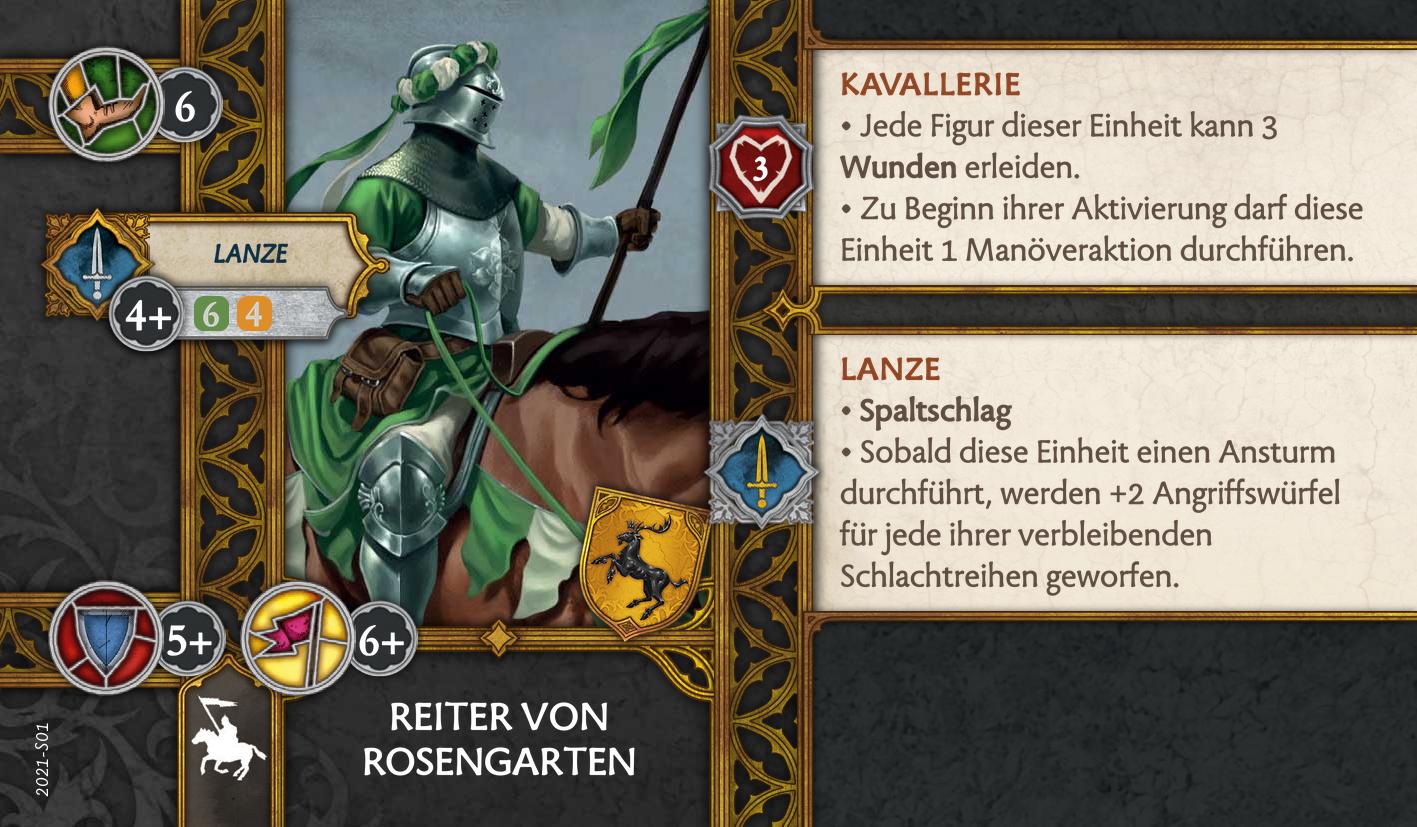 6
LANZE
4+ 6 4
5+ 6+
REITER VON
ROSENGARTEN
2021-S01
3
KAVALLERIE
• Jede Figur dieser Einheit kann 3
Wunden erleiden.
• Zu Beginn ihrer Aktivierung darf diese
Einheit 1 Manöveraktion durchführen.
LANZE
• Spaltschlag
• Sobald diese Einheit einen Ansturm
durchführt, werden +2 Angriffswürfel
für jede ihrer verbleibenden
Schlachtreihen geworfen.